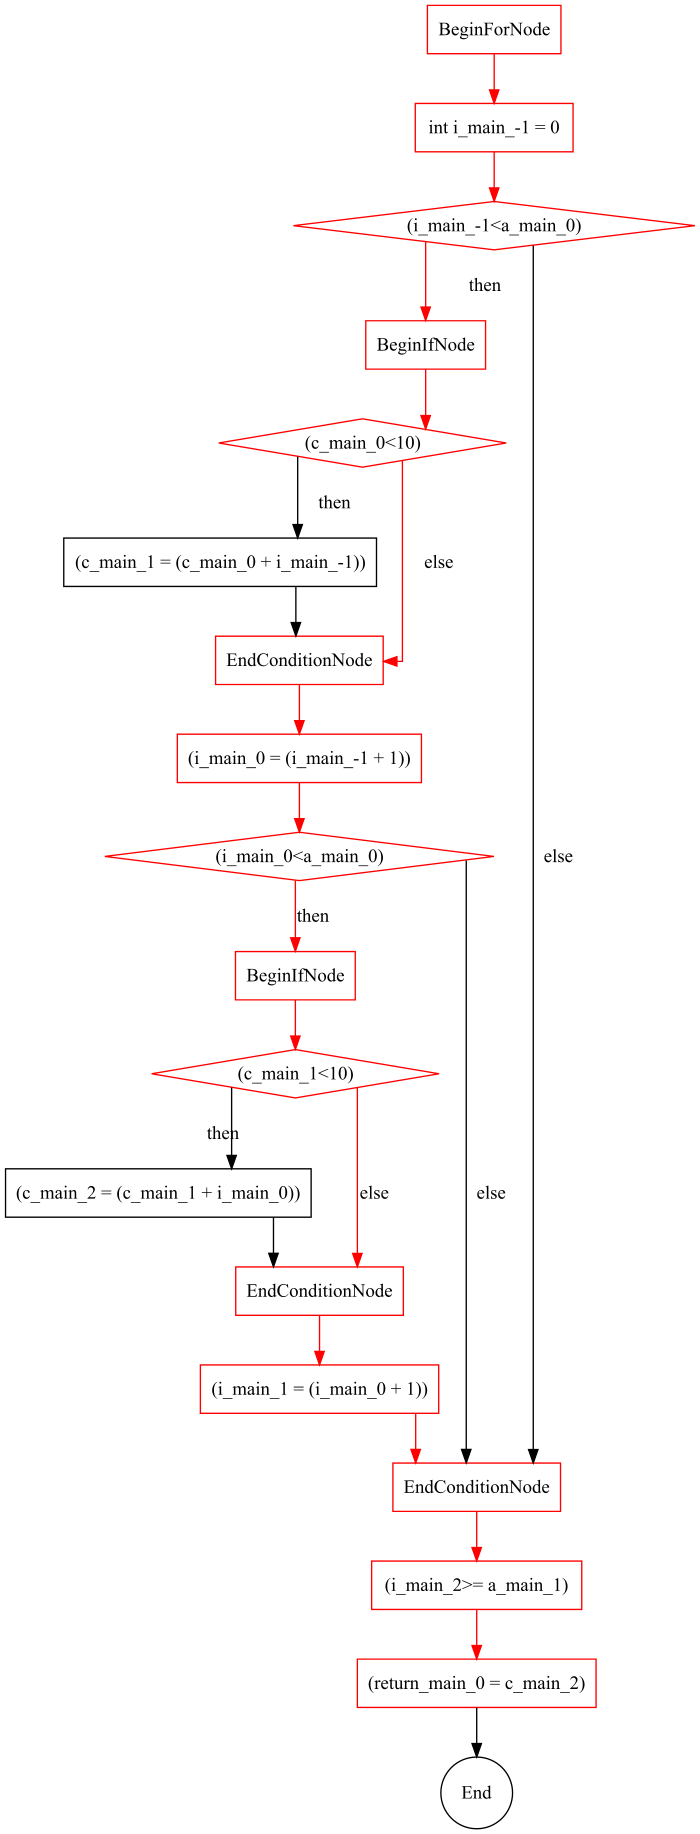 BeginForNode
int i_main_-1 = 0
(i_main_-1<a_main_0)
then
BeginIfNode
(c_main_0<10)
then
(c_main_1 = (c_main_0 + i_main_-1))
else
EndConditionNode
(i_main_0 = (i_main_-1 + 1))
(i_main_0<a_main_0)
else
then
BeginIfNode
(c_main_1<10)
then
(c_main_2 = (c_main_1 + i_main_0))
else
else
EndConditionNode
(i_main_1 = (i_main_0 + 1))
EndConditionNode
(i_main_2>= a_main_1)
(return_main_0 = c_main_2)
End